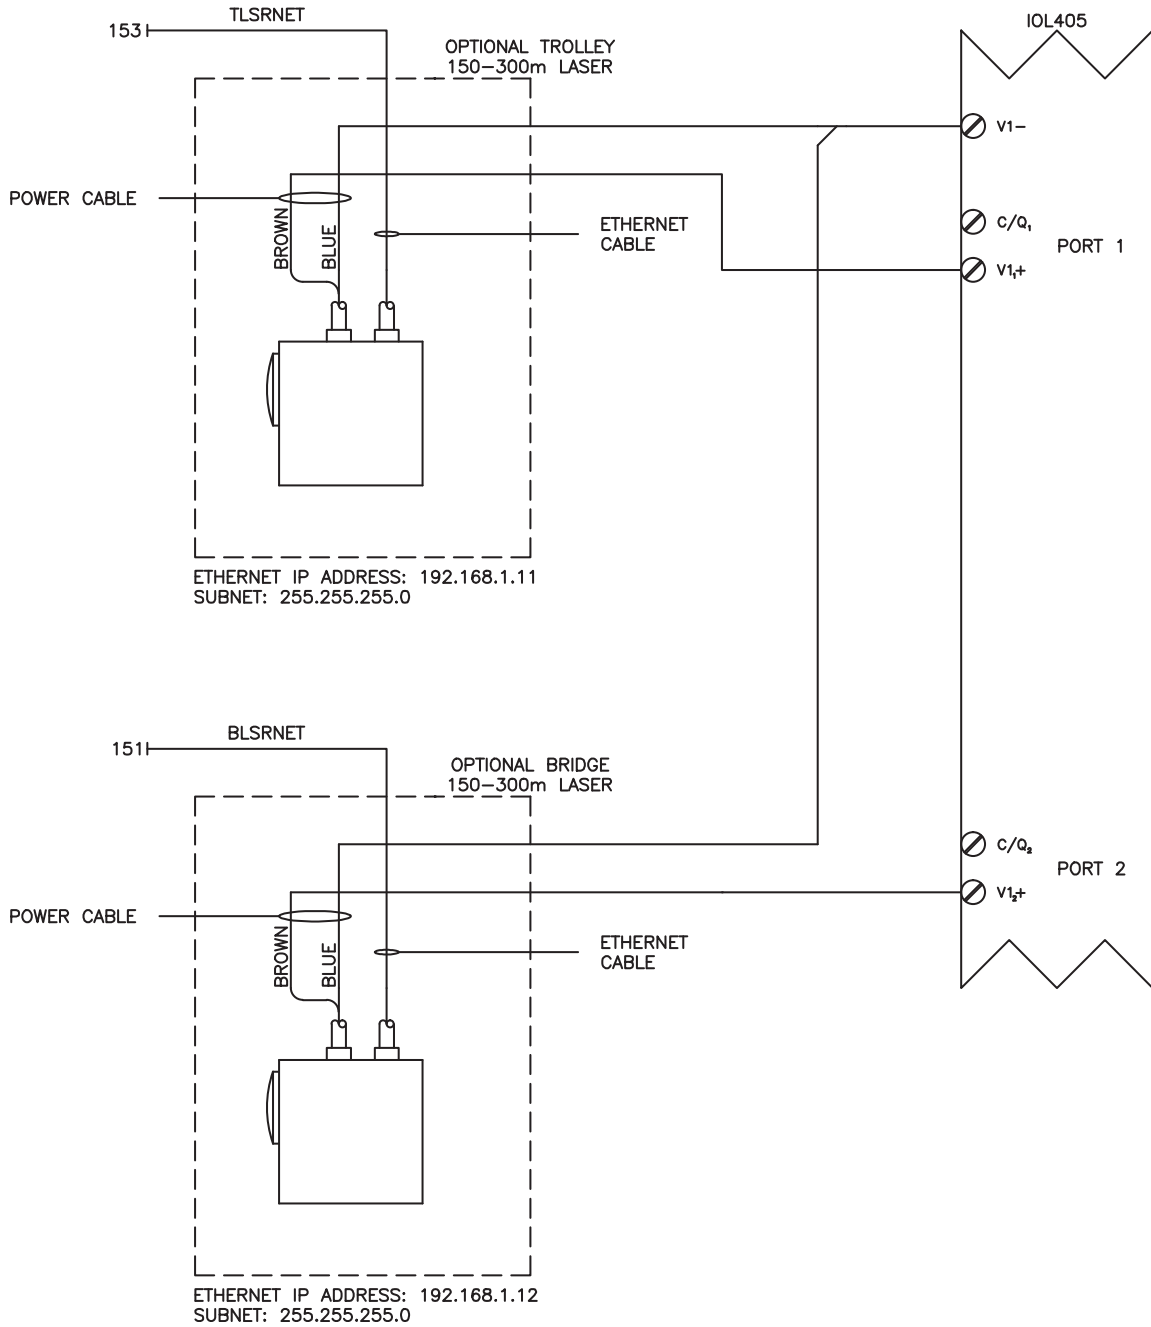 TLSRNET
153
OPTIONAL TROLLEY
150-300m LASER
IOL405
V1-
POWER CABLE
BROWN
BLUE
ETHERNET
CABLE
C/Q₁
PORT 1
V1₁+
ETHERNET IP ADDRESS: 192.168.1.11
SUBNET: 255.255.255.0
BLSRNET
151
OPTIONAL BRIDGE
150-300m LASER
C/Q₂
PORT 2
V1₂+
POWER CABLE
BROWN
BLUE
ETHERNET
CABLE
ETHERNET IP ADDRESS: 192.168.1.12
SUBNET: 255.255.255.0